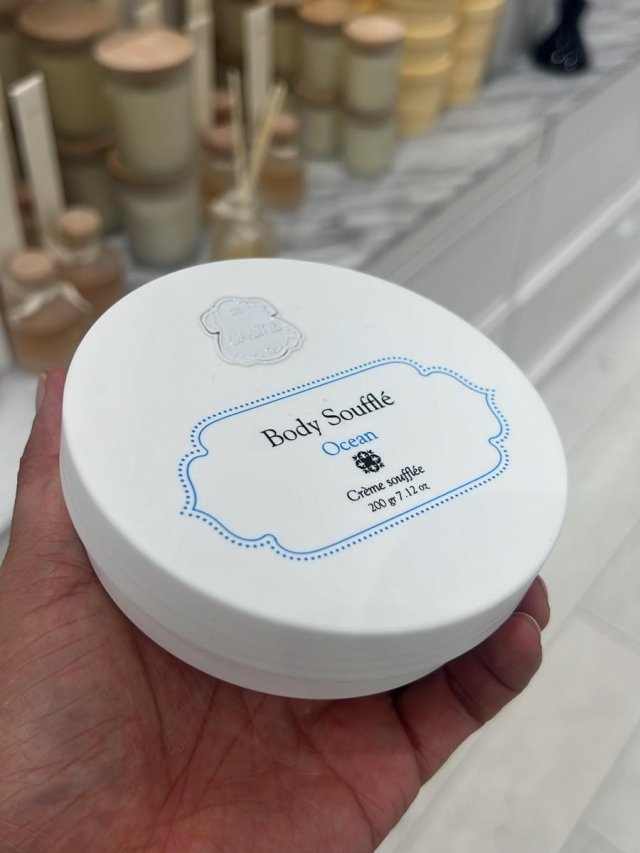 Body Soufflé
Ocean
Crème soufflée
200 gr 7.12 oz